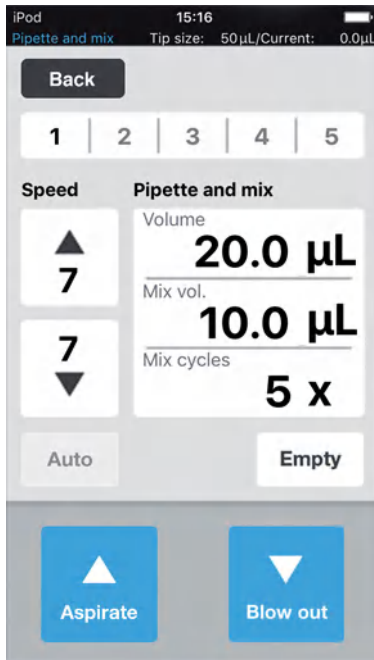 iPod 15:16
Pipette and mix Tip size: 50µL/Current: 0.0µL
Back
1 2 3 4 5
Speed Pipette and mix
Volume
20.0 µL
7
Mix vol.
10.0 µL
7
Mix cycles
5 x
Auto Empty
Aspirate Blow out